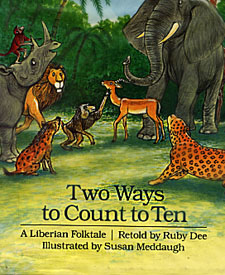 Two Ways
to Count to Ten
A Liberian Folktale | Retold by Ruby Dee
Illustrated by Susan Meddaugh